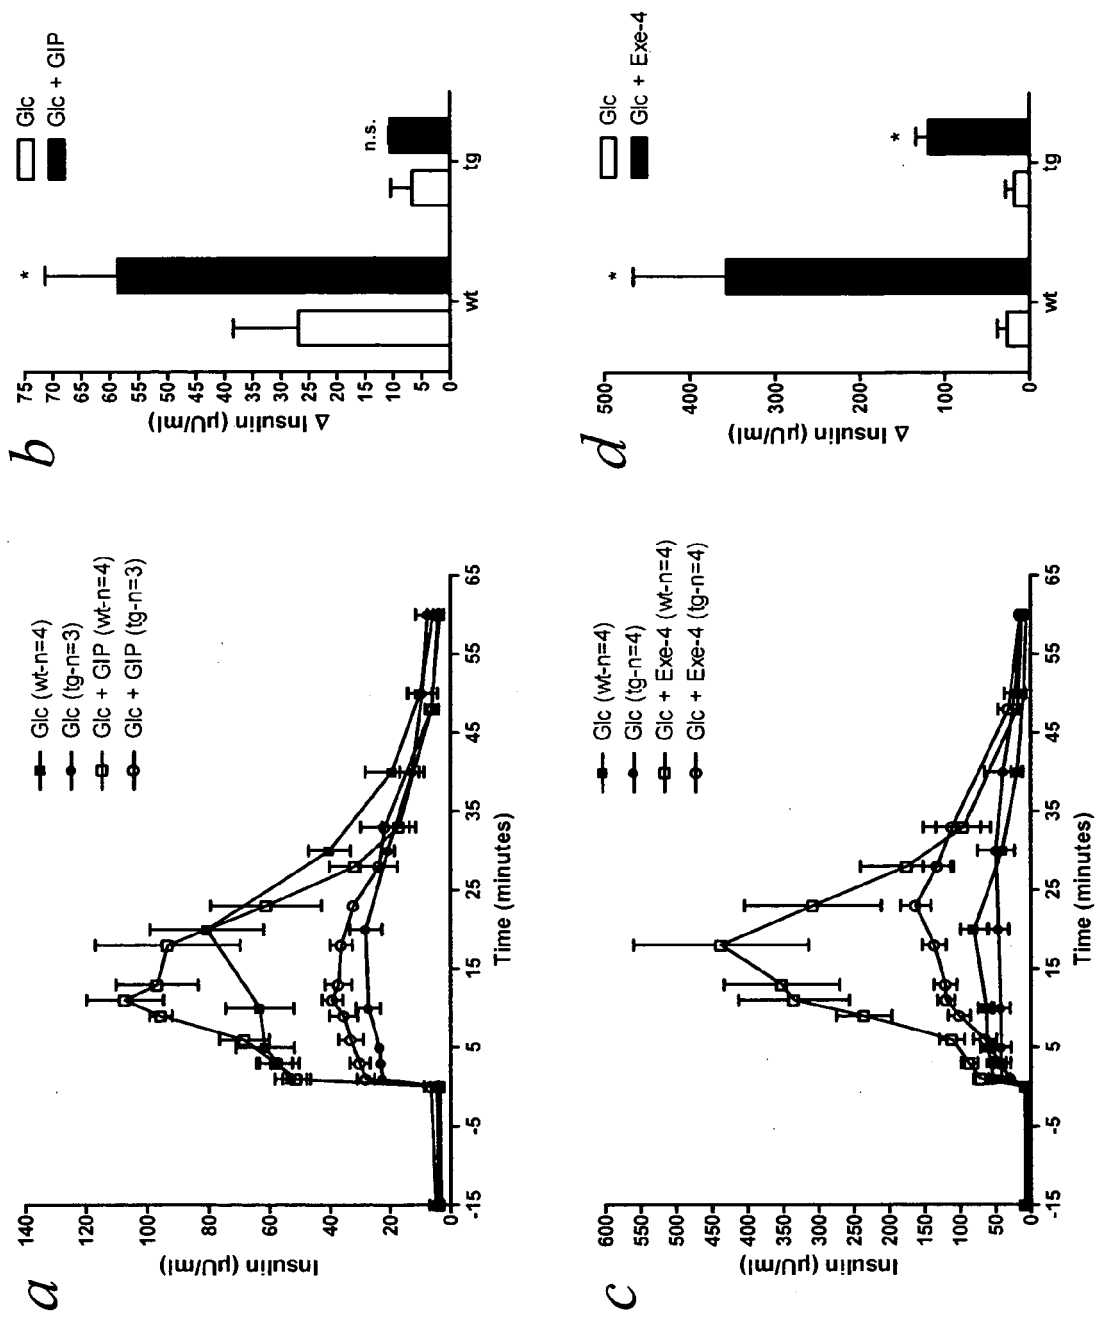 a
Insulin (µU/ml)
140
120
100
80
60
40
20
0
-15
-5
5
15
25
35
45
55
65
Time (minutes)
Glc (wt-n=4)
Glc (tg-n=3)
Glc + GIP (wt-n=4)
Glc + GIP (tg-n=3)
b
Δ Insulin (µU/ml)
75
70
65
60
55
50
45
40
35
30
25
20
15
10
5
0
*
n.s.
wt
tg
Glc
Glc + GIP
c
Insulin (µU/ml)
600
550
500
450
400
350
300
250
200
150
100
50
0
-15
-5
5
15
25
35
45
55
65
Time (minutes)
Glc (wt-n=4)
Glc (tg-n=4)
Glc + Exe-4 (wt-n=4)
Glc + Exe-4 (tg-n=4)
d
Δ Insulin (µU/ml)
500
400
300
200
100
0
*
*
wt
tg
Glc
Glc + Exe-4